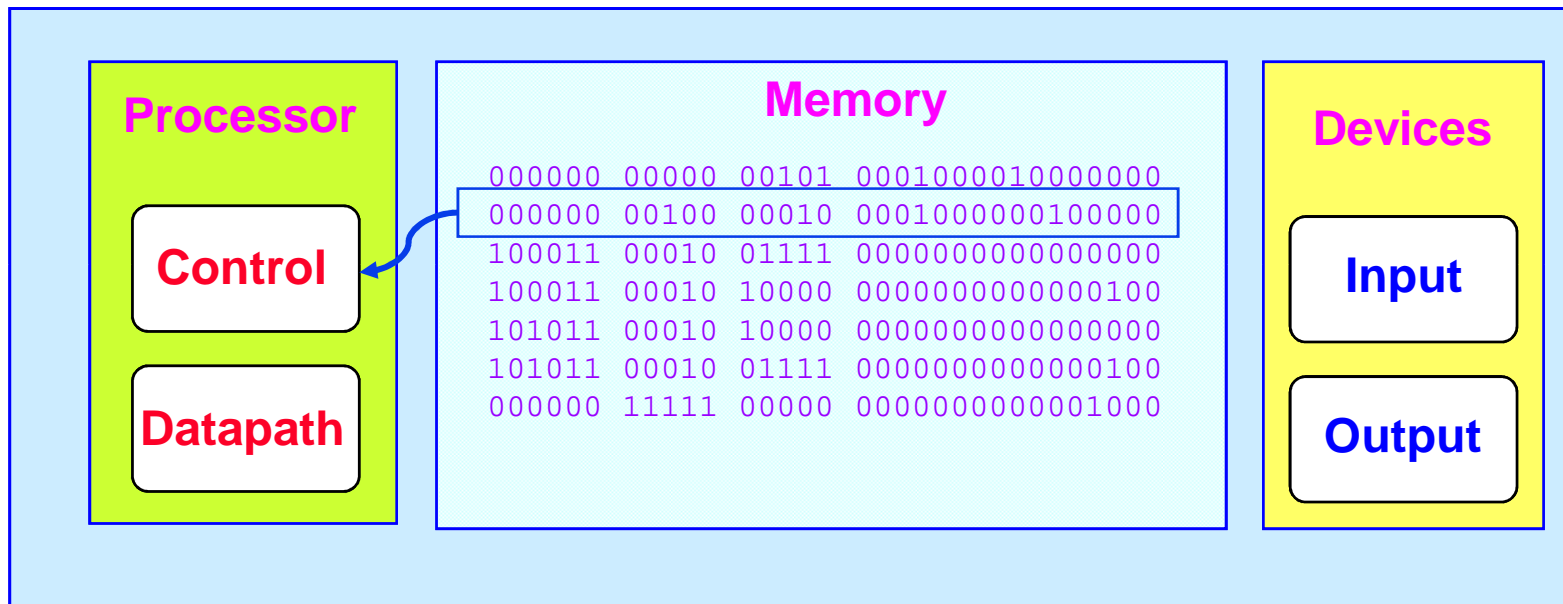 Processor
Control
Datapath
Memory
000000 00000 00101 0001000010000000
000000 00100 00010 0001000000100000
100011 00010 01111 0000000000000000
100011 00010 10000 0000000000000100
101011 00010 10000 0000000000000000
101011 00010 01111 0000000000000100
000000 11111 00000 0000000000001000
Devices
Input
Output